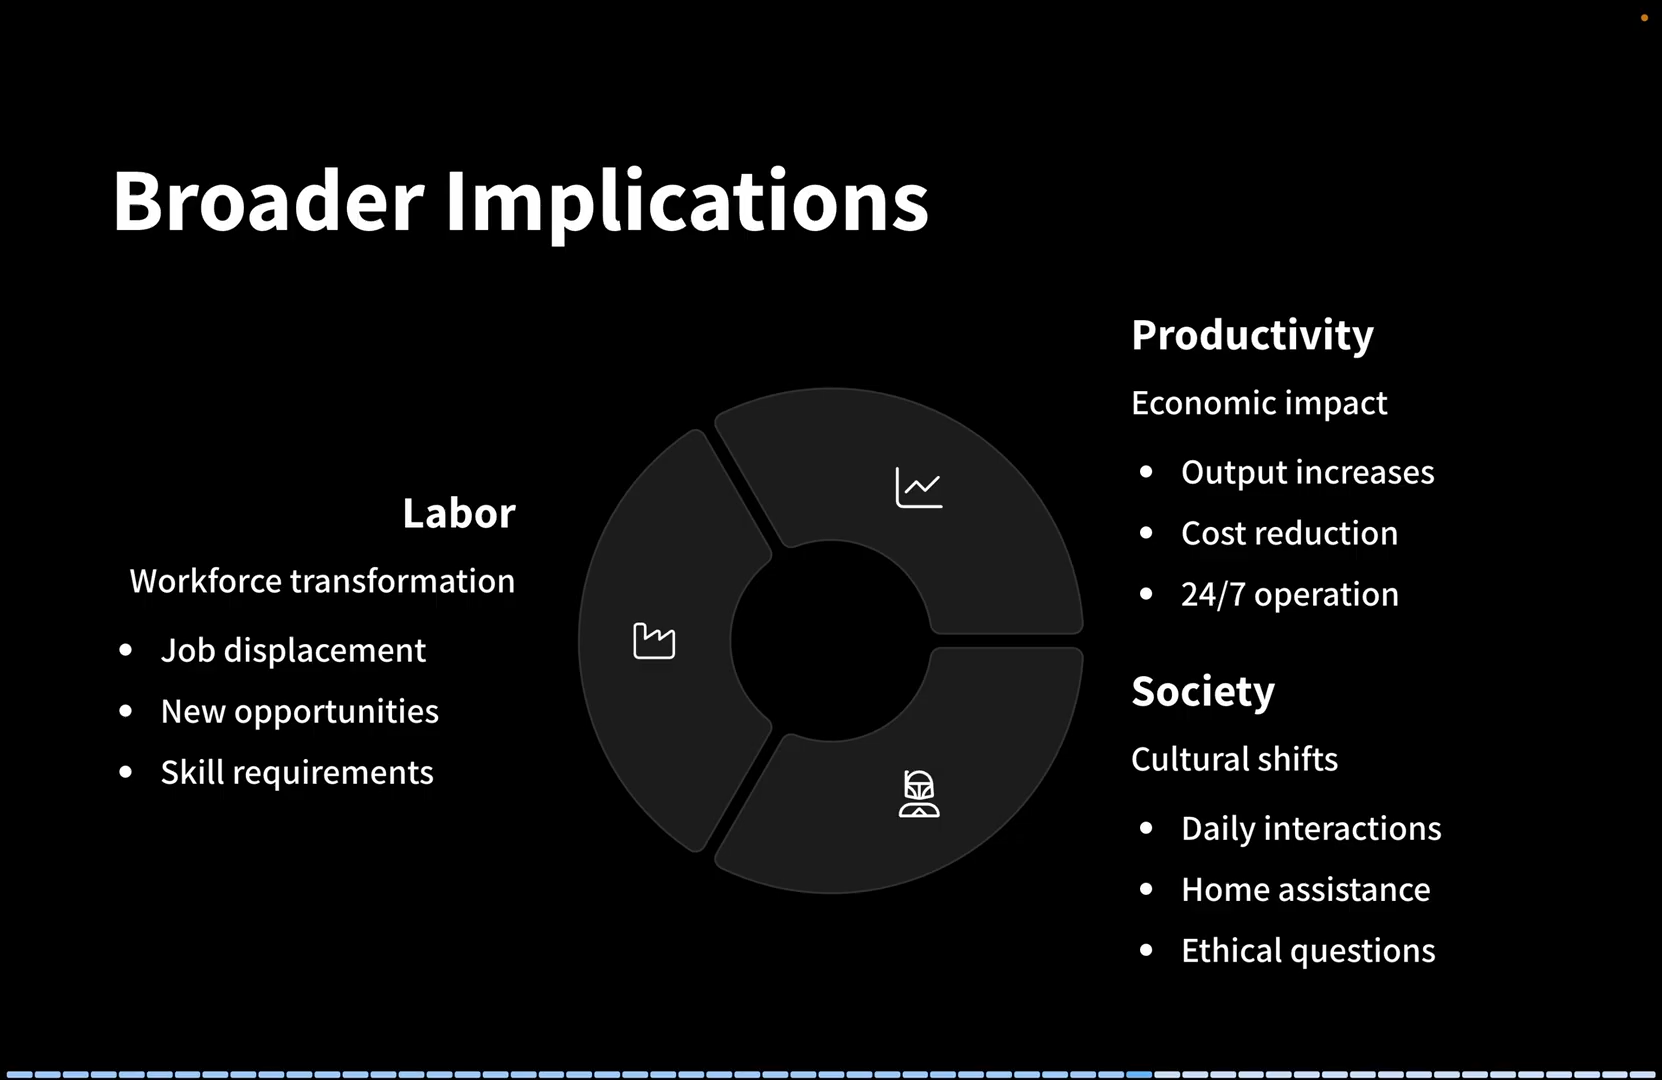 Broader Implications
Labor
Workforce transformation
• Job displacement
• New opportunities
• Skill requirements
Productivity
Economic impact
• Output increases
• Cost reduction
• 24/7 operation
Society
Cultural shifts
• Daily interactions
• Home assistance
• Ethical questions